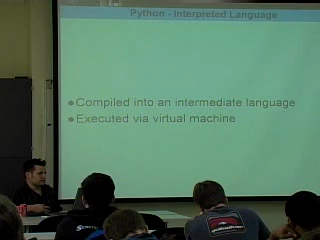 Python - Interpreted Language
●Compiled into an intermediate language
●Executed via virtual machine